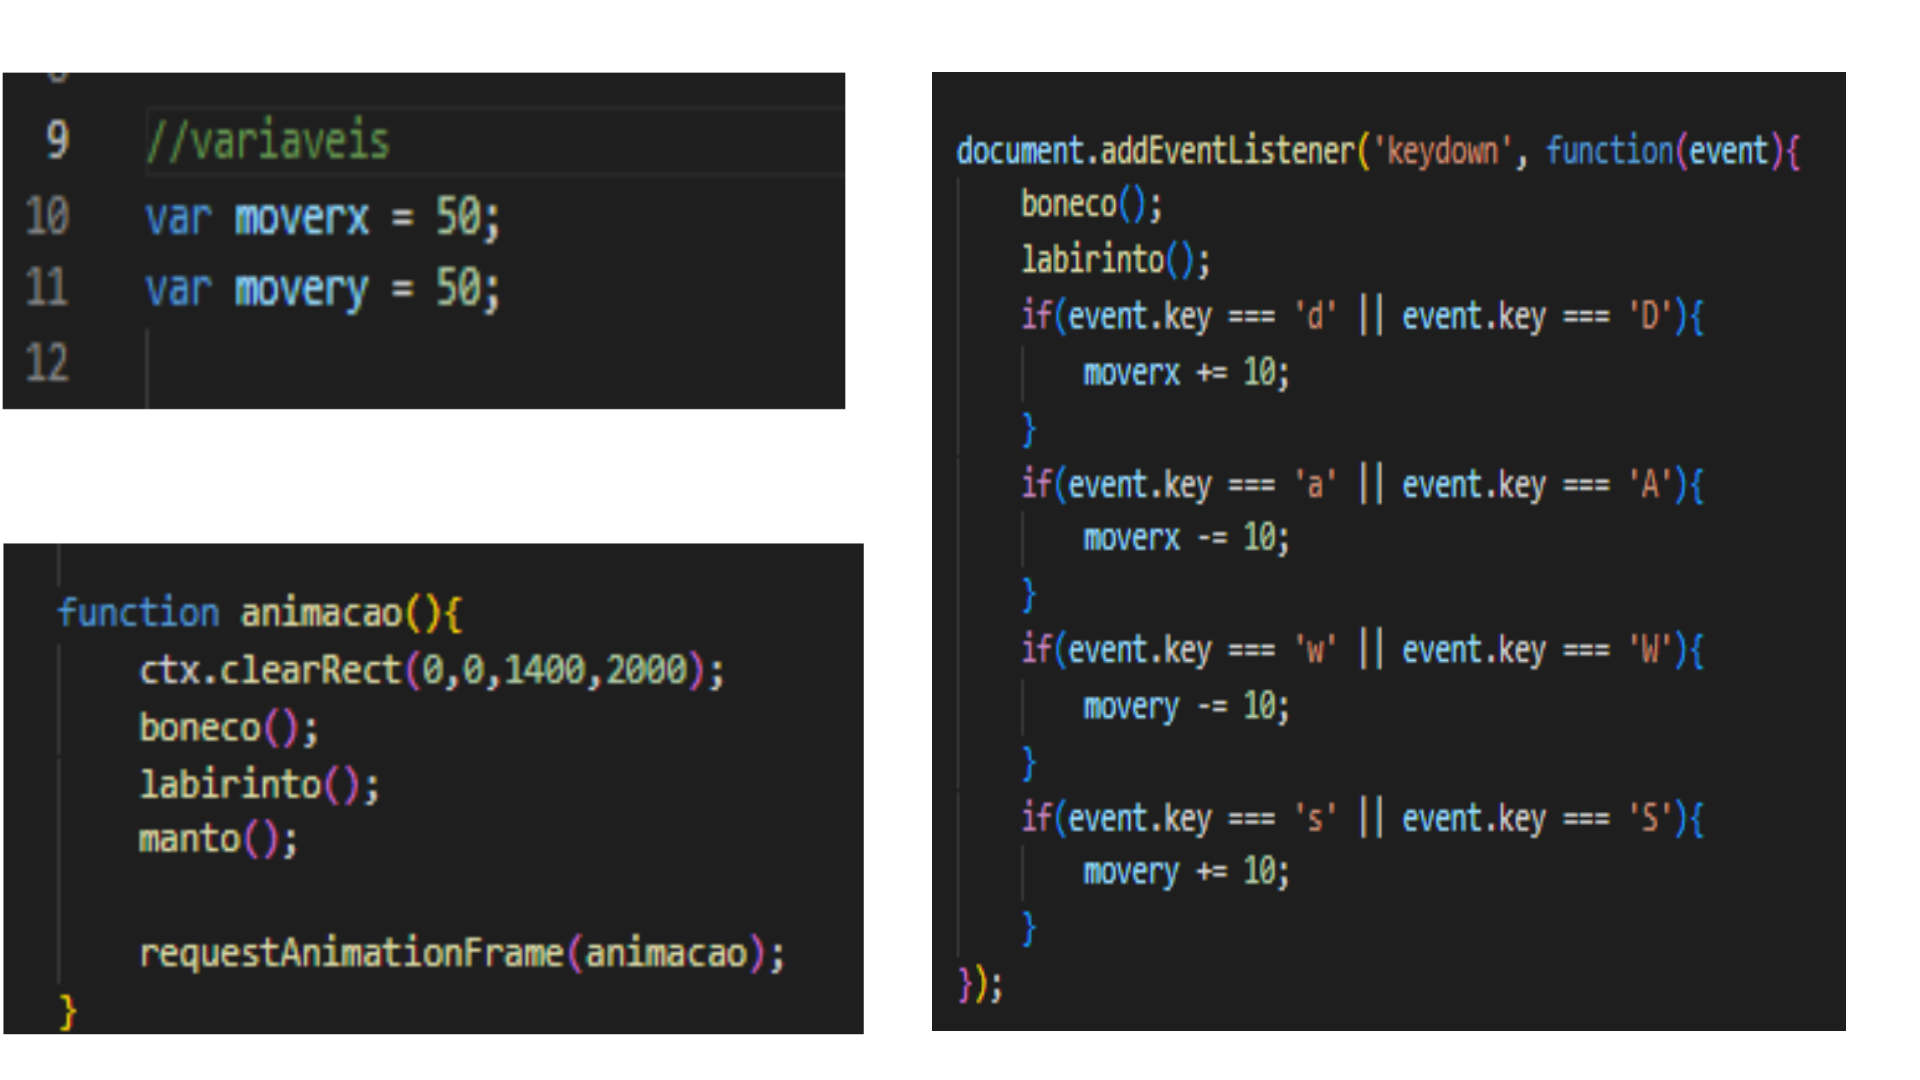 9 //variaveis
10 var moverx = 50;
11 var movery = 50;
12
function animacao(){
ctx.clearRect(0,0,1400,2000);
boneco();
labirinto();
manto();
requestAnimationFrame(animacao);
}
document.addEventListener('keydown', function(event){
boneco();
labirinto();
if(event.key === 'd' || event.key === 'D'){
moverx += 10;
}
if(event.key === 'a' || event.key === 'A'){
moverx -= 10;
}
if(event.key === 'w' || event.key === 'W'){
movery -= 10;
}
if(event.key === 's' || event.key === 'S'){
movery += 10;
}
});